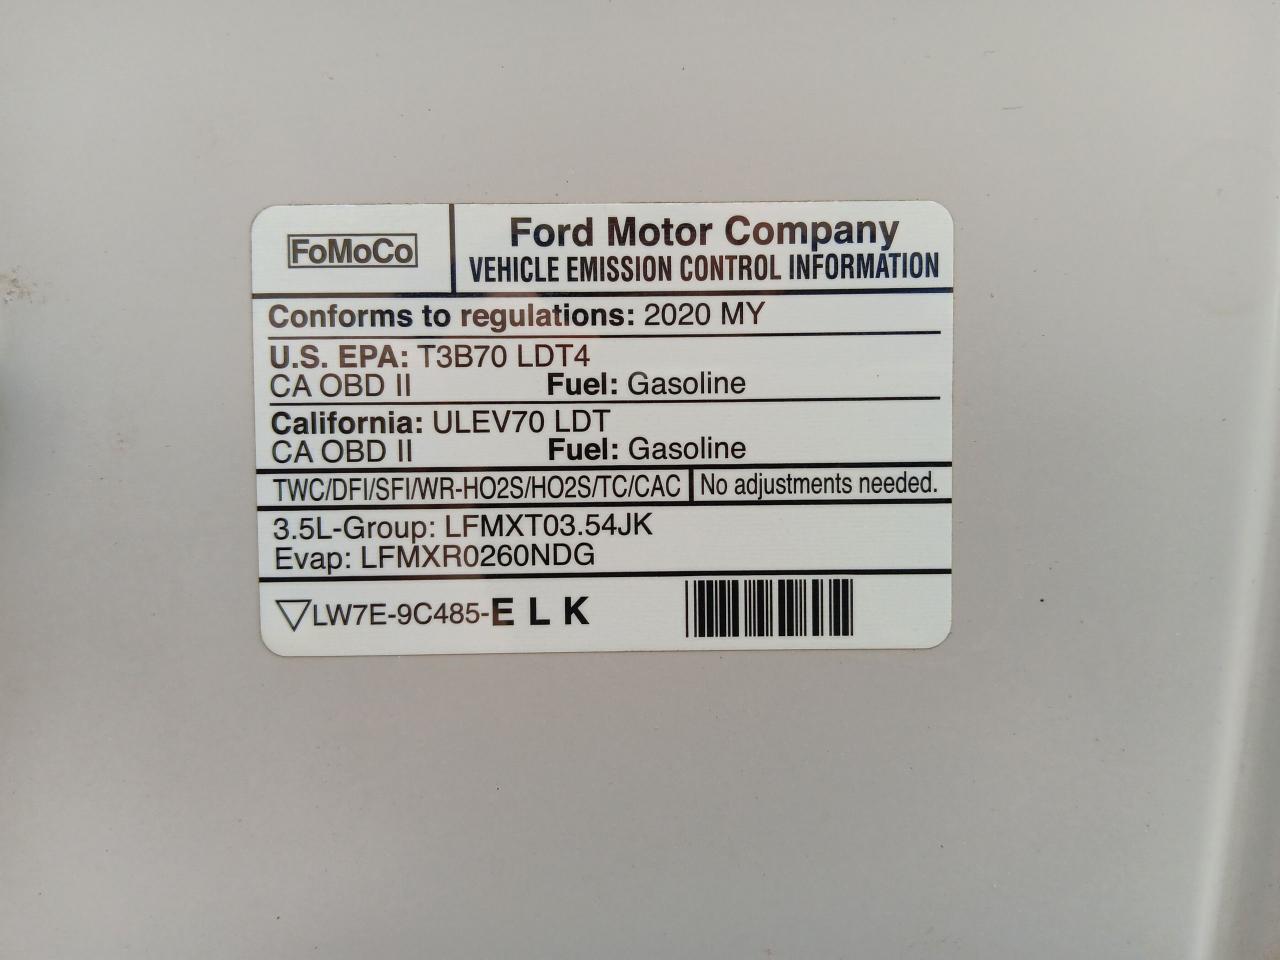 FoMoCo
Ford Motor Company
VEHICLE EMISSION CONTROL INFORMATION
Conforms to regulations: 2020 MY
U.S. EPA: T3B70 LDT4
CA OBD II Fuel: Gasoline
California: ULEV70 LDT
CA OBD II Fuel: Gasoline
TWC/DFI/SFI/WR-HO2S/HO2S/TC/CAC No adjustments needed.
3.5L-Group: LFMXT03.54JK
Evap: LFMXR0260NDG
LW7E-9C485-E L K